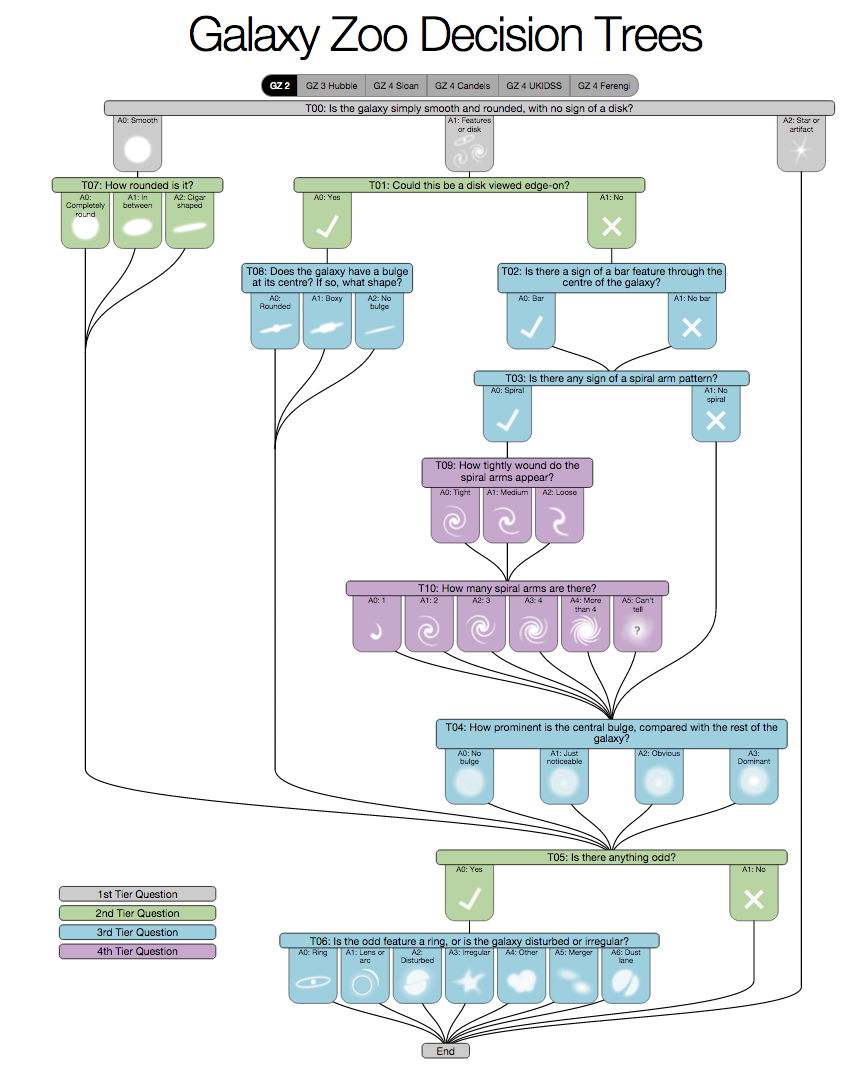 Galaxy Zoo Decision Trees
GZ 2
GZ 3 Hubble
GZ 4 Sloan
GZ 4 Candels
GZ 4 UKIDSS
GZ 4 Ferengi
T00: Is the galaxy simply smooth and rounded, with no sign of a disk?
A0: Smooth
A1: Features
or disk
A2: Star or
artifact
T07: How rounded is it?
A0:
Completely
round
A1: In
between
A2: Cigar
shaped
T01: Could this be a disk viewed edge-on?
A0: Yes
A1: No
T08: Does the galaxy have a bulge
at its centre? If so, what shape?
A0:
Rounded
A1: Boxy
A2: No
bulge
T02: Is there a sign of a bar feature through the
centre of the galaxy?
A0: Bar
A1: No bar
T03: Is there any sign of a spiral arm pattern?
A0: Spiral
A1: No
spiral
T09: How tightly wound do the
spiral arms appear?
A0: Tight
A1: Medium
A2: Loose
T10: How many spiral arms are there?
A0: 1
A1: 2
A2: 3
A3: 4
A4: More
than 4
A5: Can't
tell
?
T04: How prominent is the central bulge, compared with the rest of the
galaxy?
A0: No
bulge
A1: Just
noticeable
A2: Obvious
A3:
Dominant
T05: Is there anything odd?
A0: Yes
A1: No
1st Tier Question
2nd Tier Question
3rd Tier Question
4th Tier Question
T06: Is the odd feature a ring, or is the galaxy disturbed or irregular?
A0: Ring
A1: Lens or
arc
A2:
Disturbed
A3: Irregular
A4: Other
A5: Merger
A6: Dust
lane
End